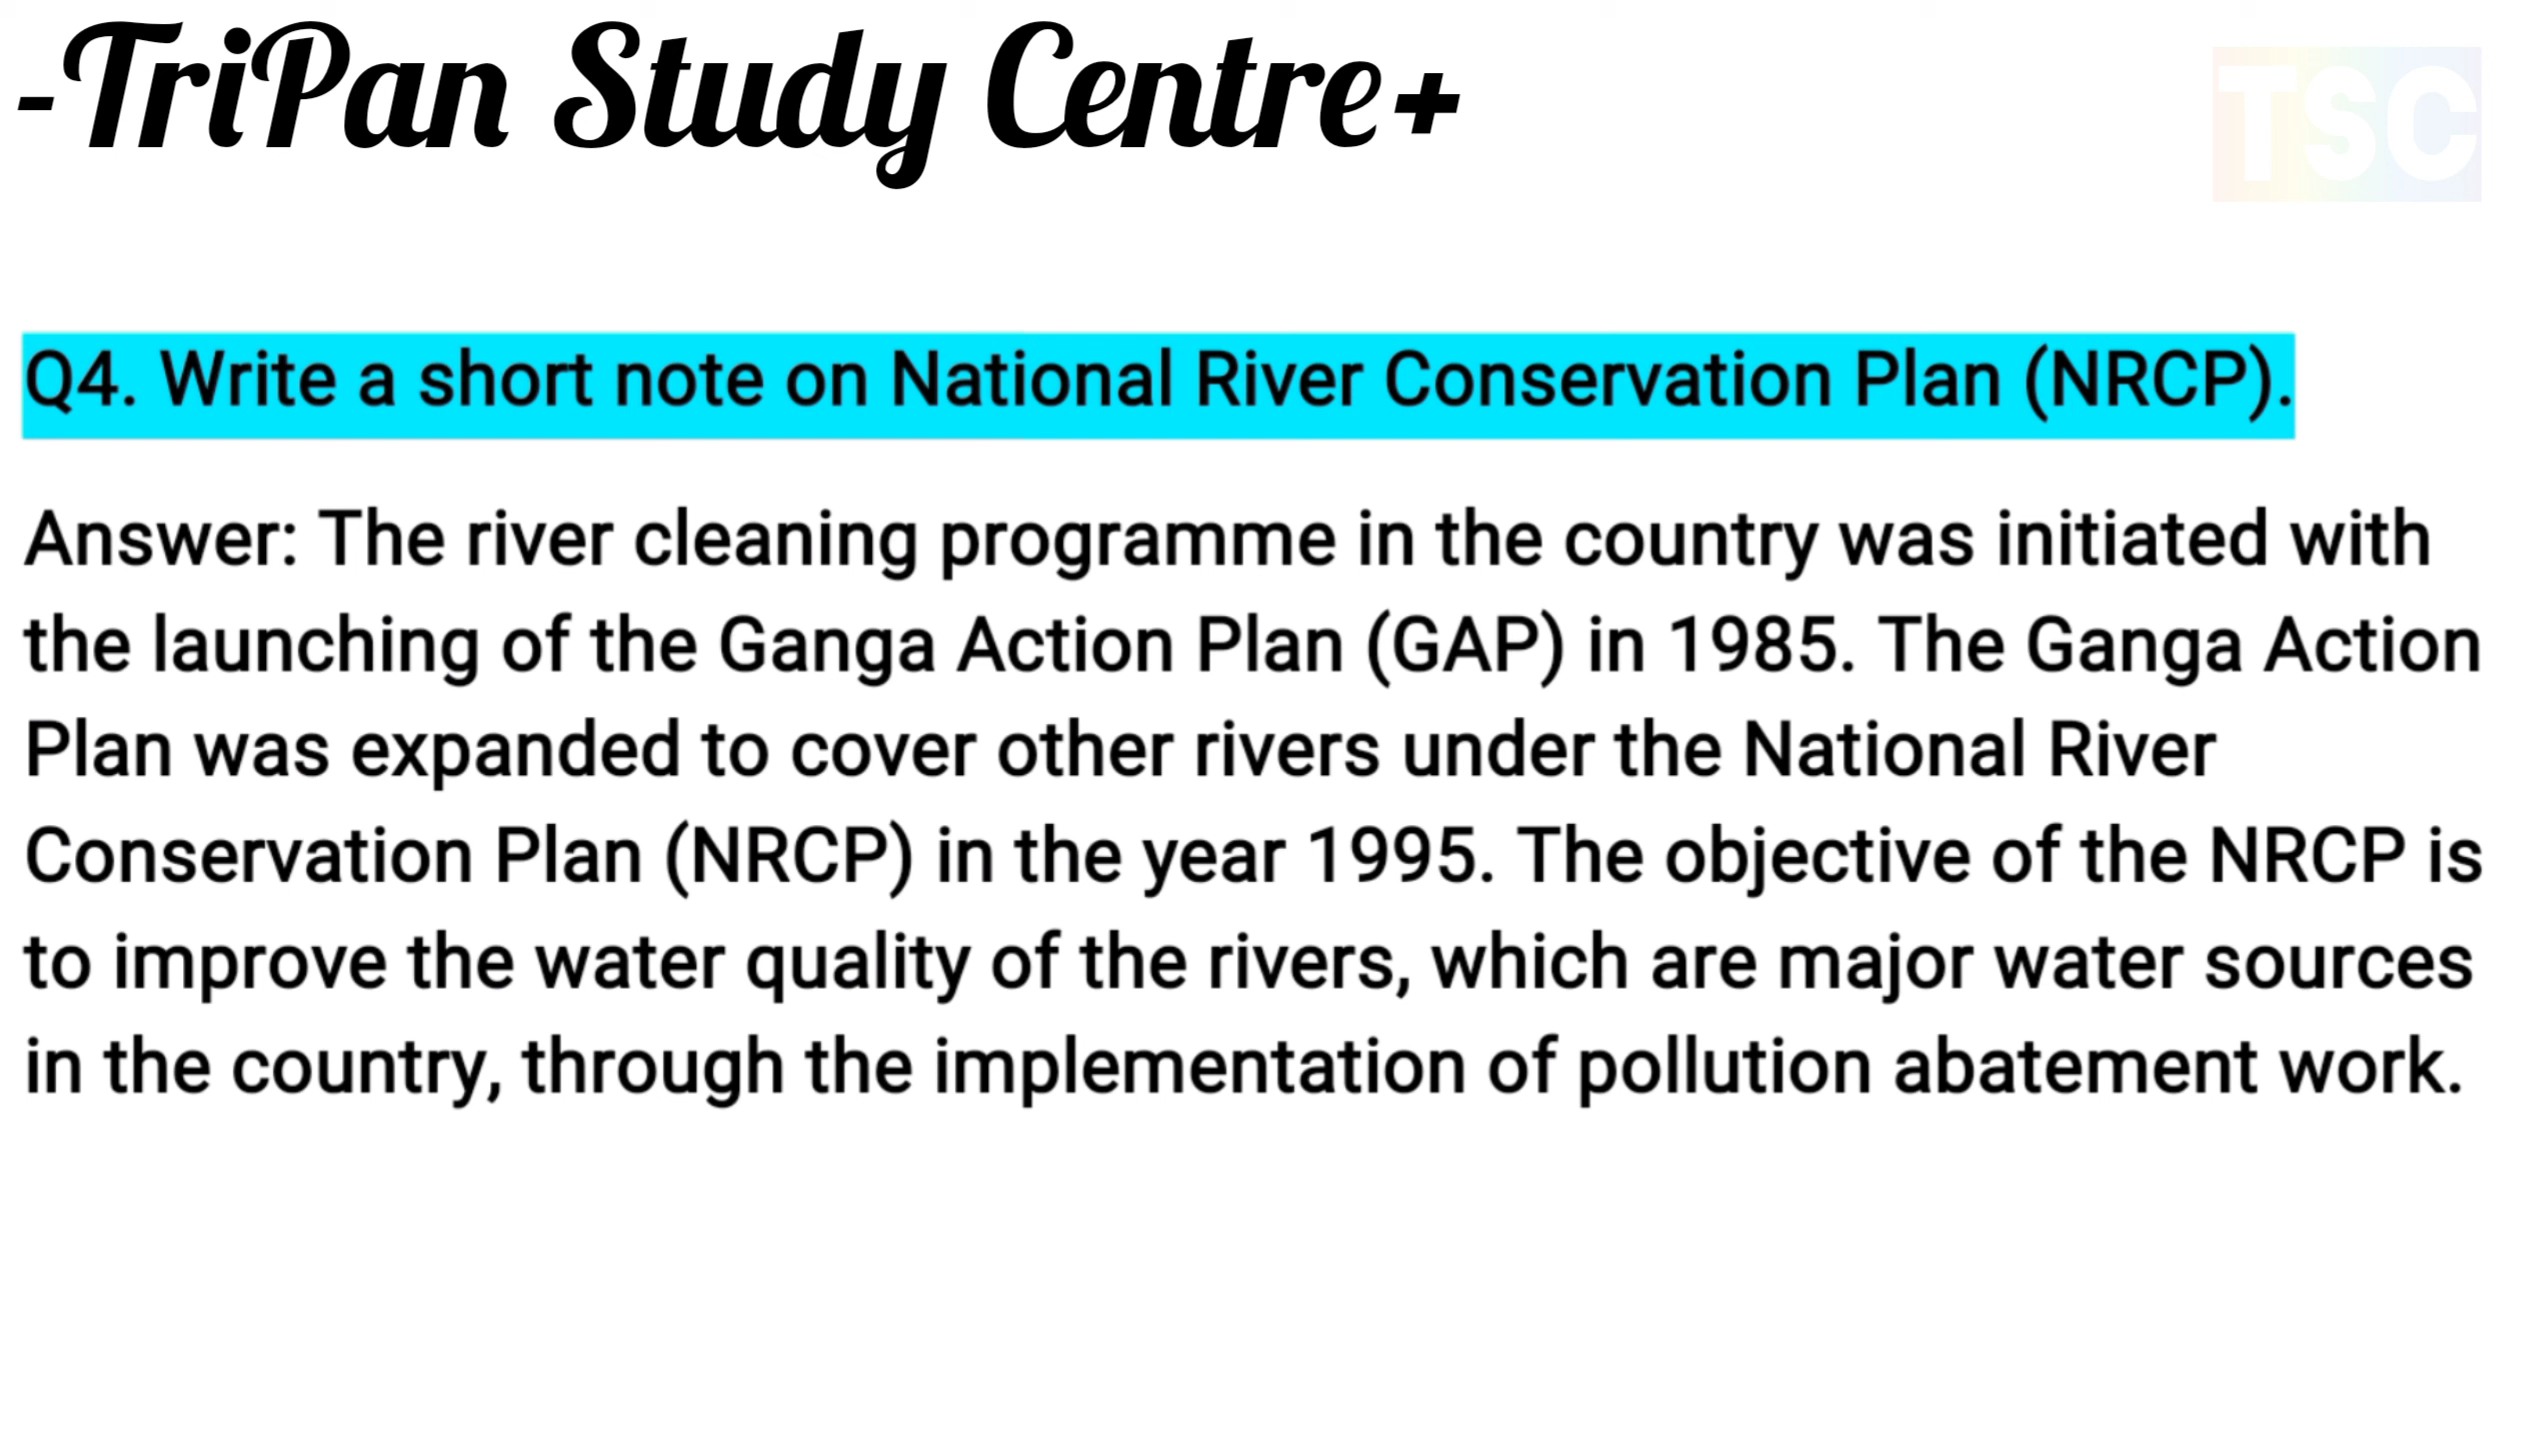 -TriPan Study Centre+
TSC
Q4. Write a short note on National River Conservation Plan (NRCP).
Answer: The river cleaning programme in the country was initiated with
the launching of the Ganga Action Plan (GAP) in 1985. The Ganga Action
Plan was expanded to cover other rivers under the National River
Conservation Plan (NRCP) in the year 1995. The objective of the NRCP is
to improve the water quality of the rivers, which are major water sources
in the country, through the implementation of pollution abatement work.